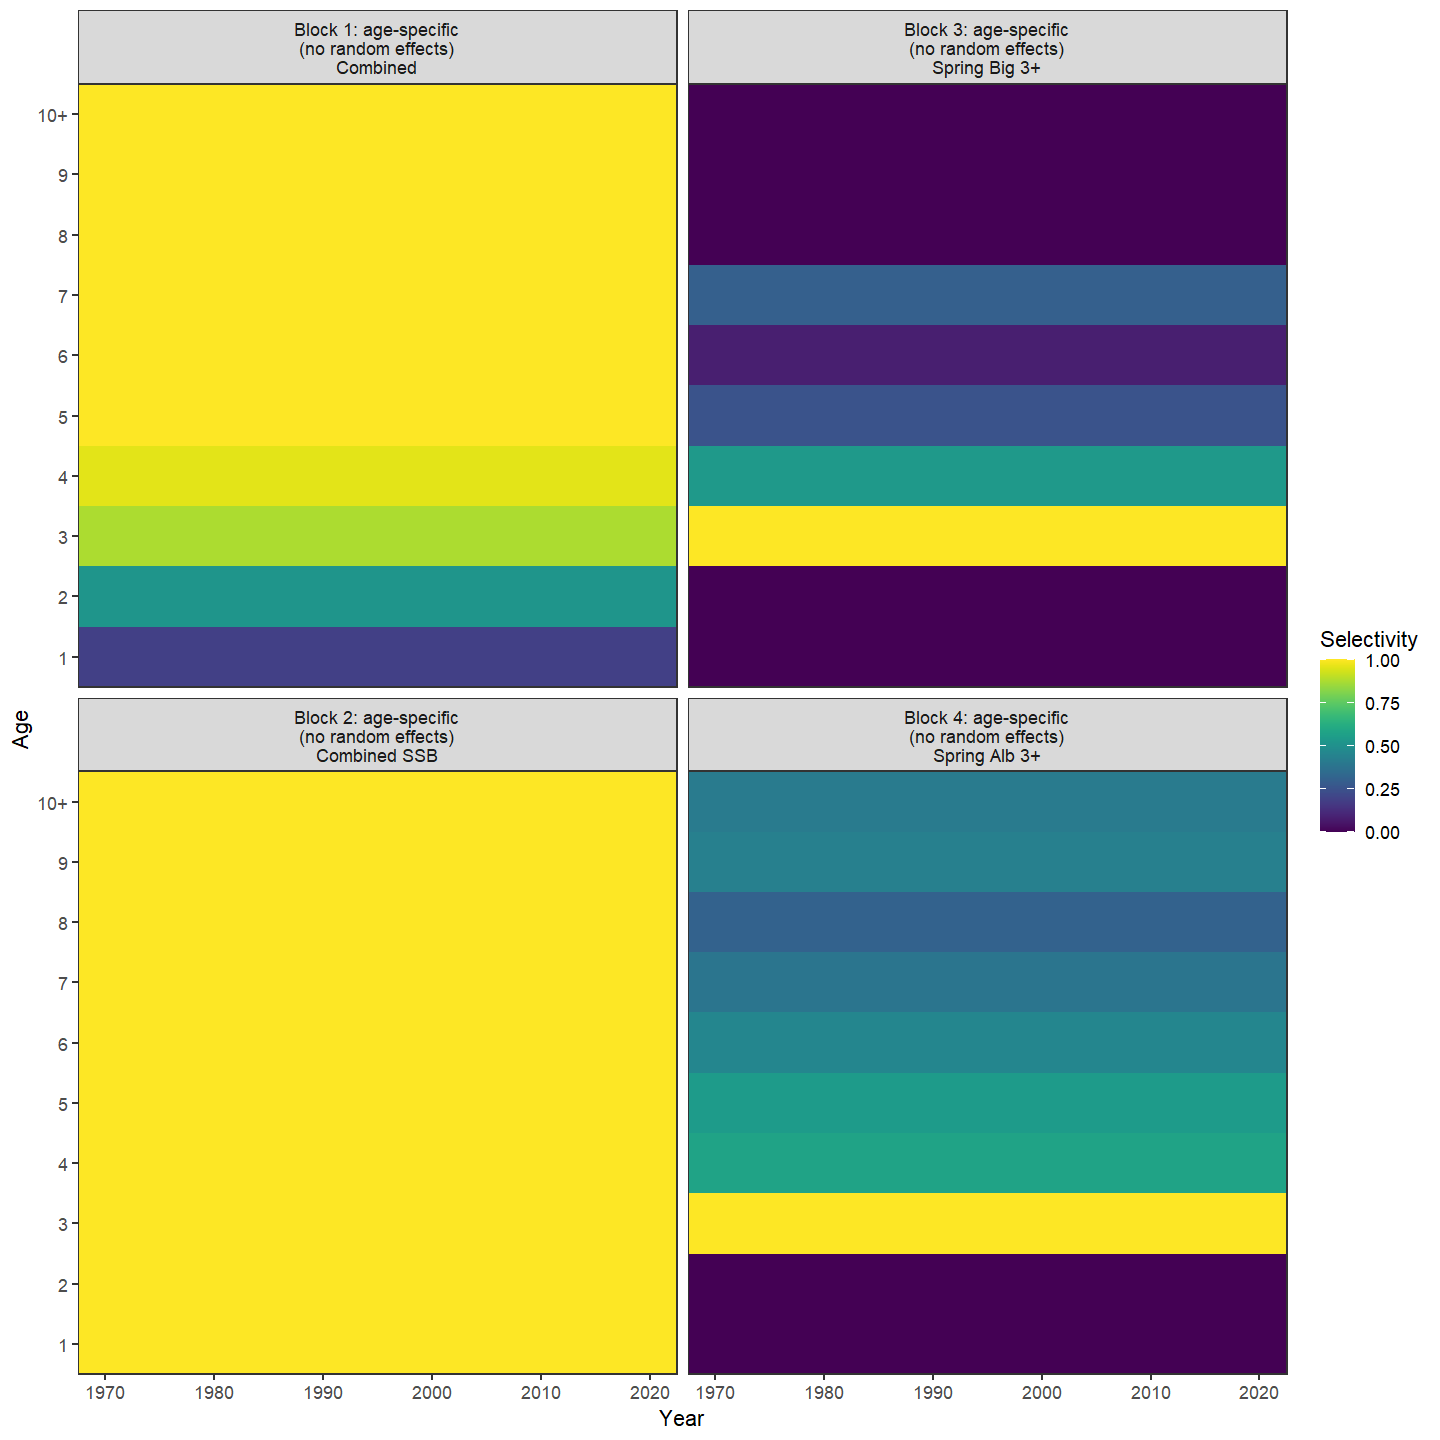 Block 1: age-specific
(no random effects)
Combined
Block 3: age-specific
(no random effects)
Spring Big 3+
10+
9
8
7
6
5
4
3
2
1
Block 2: age-specific
(no random effects)
Combined SSB
Block 4: age-specific
(no random effects)
Spring Alb 3+
10+
9
8
7
6
5
4
3
2
1
Age
1970 1980 1990 2000 2010 2020
1970 1980 1990 2000 2010 2020
Year
Selectivity
1.00
0.75
0.50
0.25
0.00